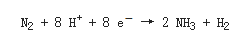 N₂ + 8 H⁺ + 8 e⁻ → 2 NH₃ + H₂